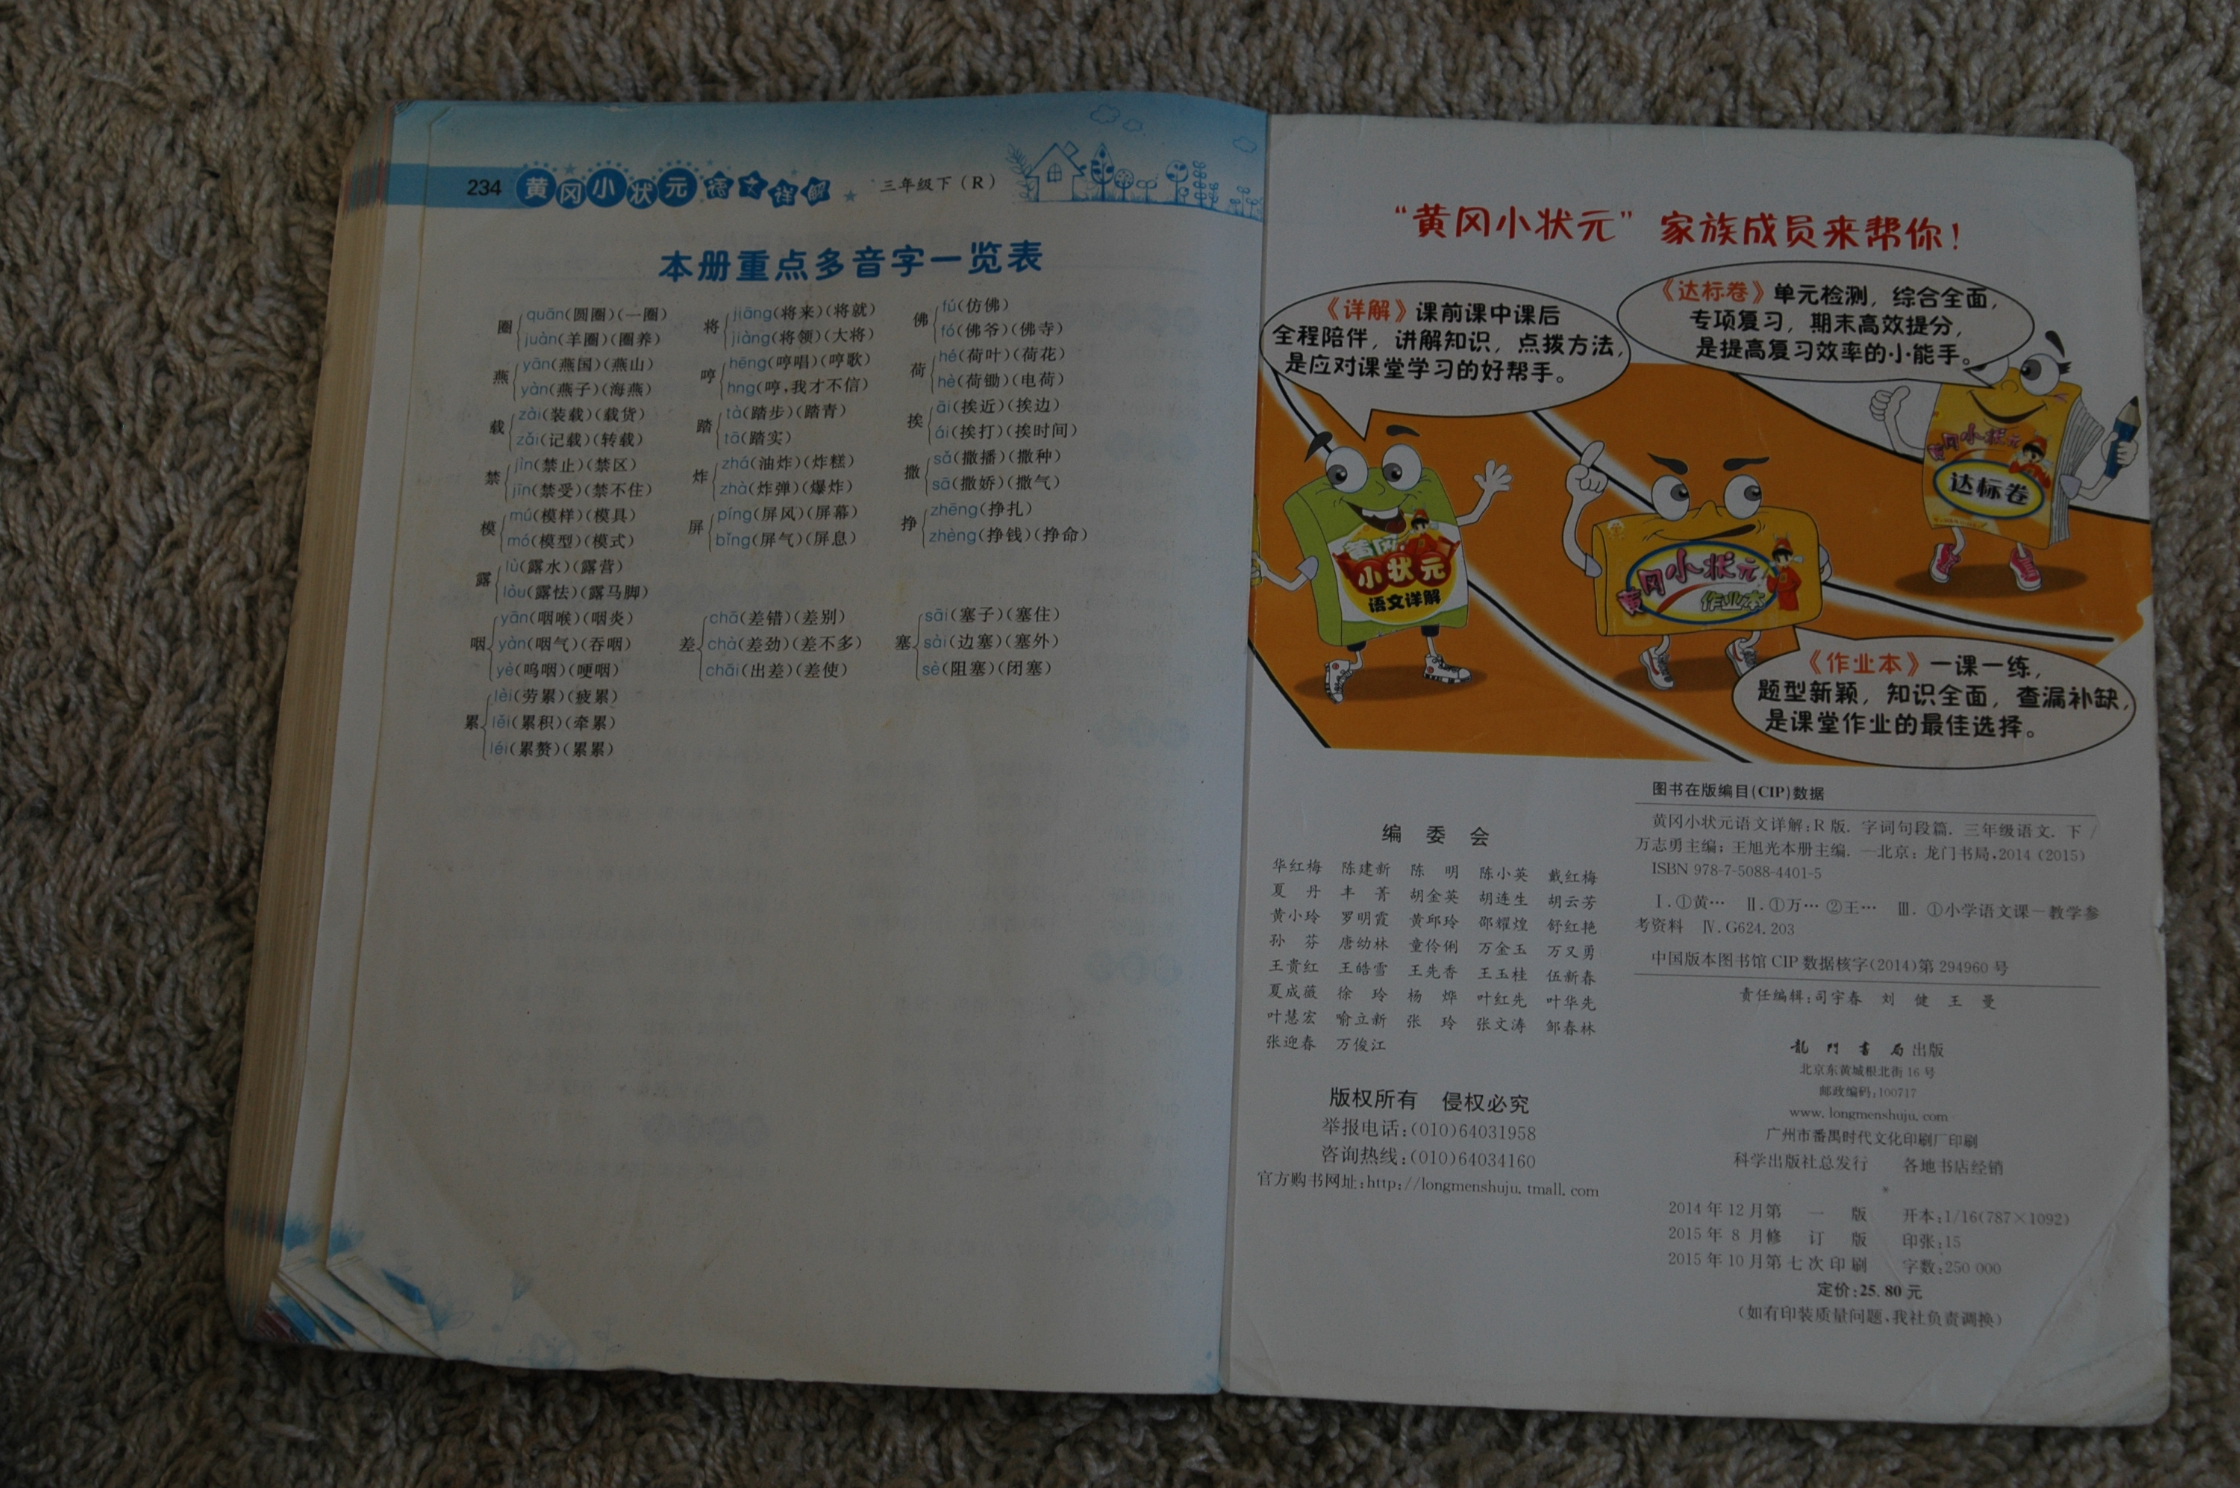 234 黄冈小状元语文详解 三年级下（R）
本册重点多音字一览表
圈 quān(圆圈)(一圈)
juàn(羊圈)(圈养)
燕 yān(燕国)(燕山)
yàn(燕子)(海燕)
载 zài(装载)(载货)
zǎi(记载)(转载)
禁 jìn(禁止)(禁区)
jīn(禁受)(禁不住)
模 mú(模样)(模具)
mó(模型)(模式)
露 lù(露水)(露营)
lòu(露怯)(露马脚)
将 jiāng(将来)(将就)
jiàng(将领)(大将)
哼 hēng(哼唱)(哼歌)
hng(哼,我才不信)
踏 tà(踏步)(踏青)
tā(踏实)
炸 zhá(油炸)(炸糕)
zhà(炸弹)(爆炸)
屏 píng(屏风)(屏幕)
bǐng(屏气)(屏息)
佛 fú(仿佛)
fó(佛爷)(佛寺)
荷 hé(荷叶)(荷花)
hè(荷锄)(电荷)
挨 āi(挨近)(挨边)
ái(挨打)(挨时间)
撒 sǎ(撒播)(撒种)
sā(撒娇)(撒气)
挣 zhēng(挣扎)
zhèng(挣钱)(挣命)
咽 yān(咽喉)(咽炎)
yàn(咽气)(吞咽)
yè(呜咽)(哽咽)
差 chā(差错)(差别)
chà(差劲)(差不多)
chāi(出差)(差使)
塞 sāi(塞子)(塞住)
sài(边塞)(塞外)
sè(阻塞)(闭塞)
累 lèi(劳累)(疲累)
lěi(累积)(牵累)
léi(累赘)(累累)
“黄冈小状元”家族成员来帮你！
《详解》课前课中课后
全程陪伴，讲解知识，点拨方法，
是应对课堂学习的好帮手。
《达标卷》单元检测，综合全面，
专项复习，期末高效提分，
是提高复习效率的小能手。
黄冈
小状元
语文详解
黄冈小状元
作业本
黄冈小状元
达标卷
《作业本》一课一练，
题型新颖，知识全面，查漏补缺，
是课堂作业的最佳选择。
编 委 会
华红梅 陈建新 陈 明 陈小英 戴红梅
夏 丹 丰 菁 胡金英 胡连生 胡云芳
黄小玲 罗明霞 黄邱玲 邵耀煌 舒红艳
孙 芬 唐幼林 童伶俐 万金玉 万又勇
王贵红 王皓雪 王先香 王玉桂 伍新春
夏成薇 徐 玲 杨 烨 叶红先 叶华先
叶慧宏 喻立新 张 玲 张文涛 邹春林
张迎春 万俊江
版权所有 侵权必究
举报电话:(010)64031958
咨询热线:(010)64034160
官方购书网址:http://longmenshuju.tmall.com
图书在版编目(CIP)数据
黄冈小状元语文详解:R版. 字词句段篇. 三年级语文. 下 /
万志勇主编; 王旭光本册主编. —北京: 龙门书局,2014 (2015)
ISBN 978-7-5088-4401-5
Ⅰ.①黄… Ⅱ.①万…②王… Ⅲ. ①小学语文课－教学参
考资料 Ⅳ.G624.203
中国版本图书馆CIP数据核字(2014)第294960号
责任编辑:司宇春 刘 健 王 曼
龍門書局 出版
北京东黄城根北街16号
邮政编码:100717
www.longmenshuju.com
广州市番禺时代文化印刷厂印刷
科学出版社总发行 各地书店经销
2014年12月第 一 版 开本:1/16(787×1092)
2015年 8 月修 订 版 印张:15
2015年10月第七次印刷 字数:250 000
定价:25.80元
(如有印装质量问题,我社负责调换)